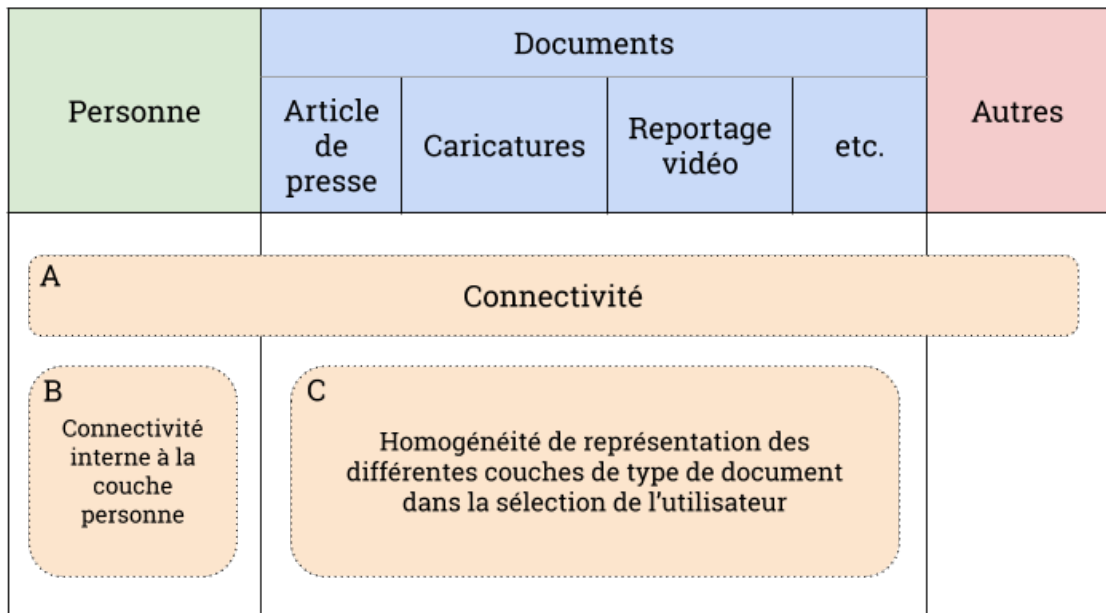 Documents
Personne
Article
de
presse
Caricatures
Reportage
vidéo
etc.
Autres
A
Connectivité
B
Connectivité
interne à la
couche
personne
C
Homogénéité de représentation des
différentes couches de type de document
dans la sélection de l'utilisateur